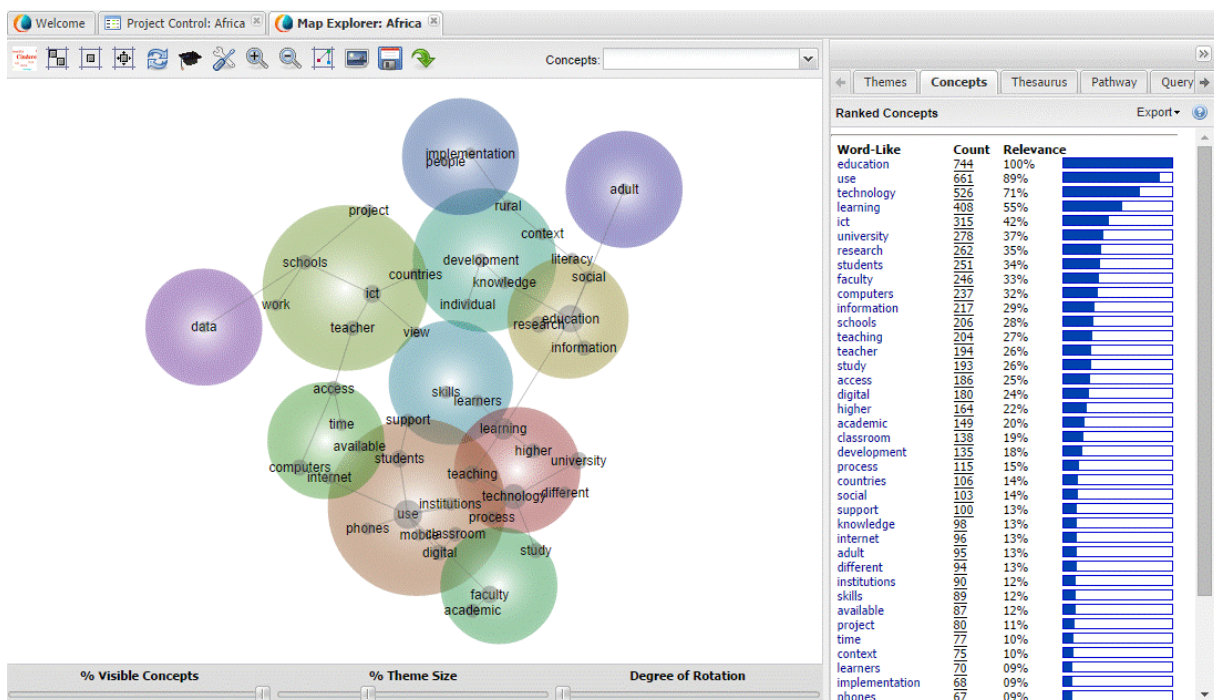 Welcome Project Control: Africa Map Explorer: Africa
Concepts:
Themes Concepts Thesaurus Pathway Query
Ranked Concepts Export
Word-Like Count Relevance
education 744 100%
use 661 89%
technology 526 71%
learning 408 55%
ict 315 42%
university 278 37%
research 262 35%
students 251 34%
faculty 246 33%
computers 237 32%
information 217 29%
schools 206 28%
teaching 204 27%
teacher 194 26%
study 193 26%
access 186 25%
digital 180 24%
higher 164 22%
academic 149 20%
classroom 138 19%
development 135 18%
process 115 15%
countries 106 14%
social 103 14%
support 100 13%
knowledge 98 13%
internet 96 13%
adult 95 13%
different 94 13%
institutions 90 12%
skills 89 12%
available 87 12%
project 80 11%
time 77 10%
context 75 10%
learners 70 09%
implementation 68 09%
phones 67 09%
implementation
people
adult
rural
project
context
schools
development
literacy
countries
social
knowledge
ict
work
individual
data
teacher
view
research
education
information
access
skills
learners
time
support
learning
available
students
higher
university
computers
internet
teaching
technology
different
institutions
use
process
phones
mobile
classroom
digital
study
faculty
academic
% Visible Concepts % Theme Size Degree of Rotation